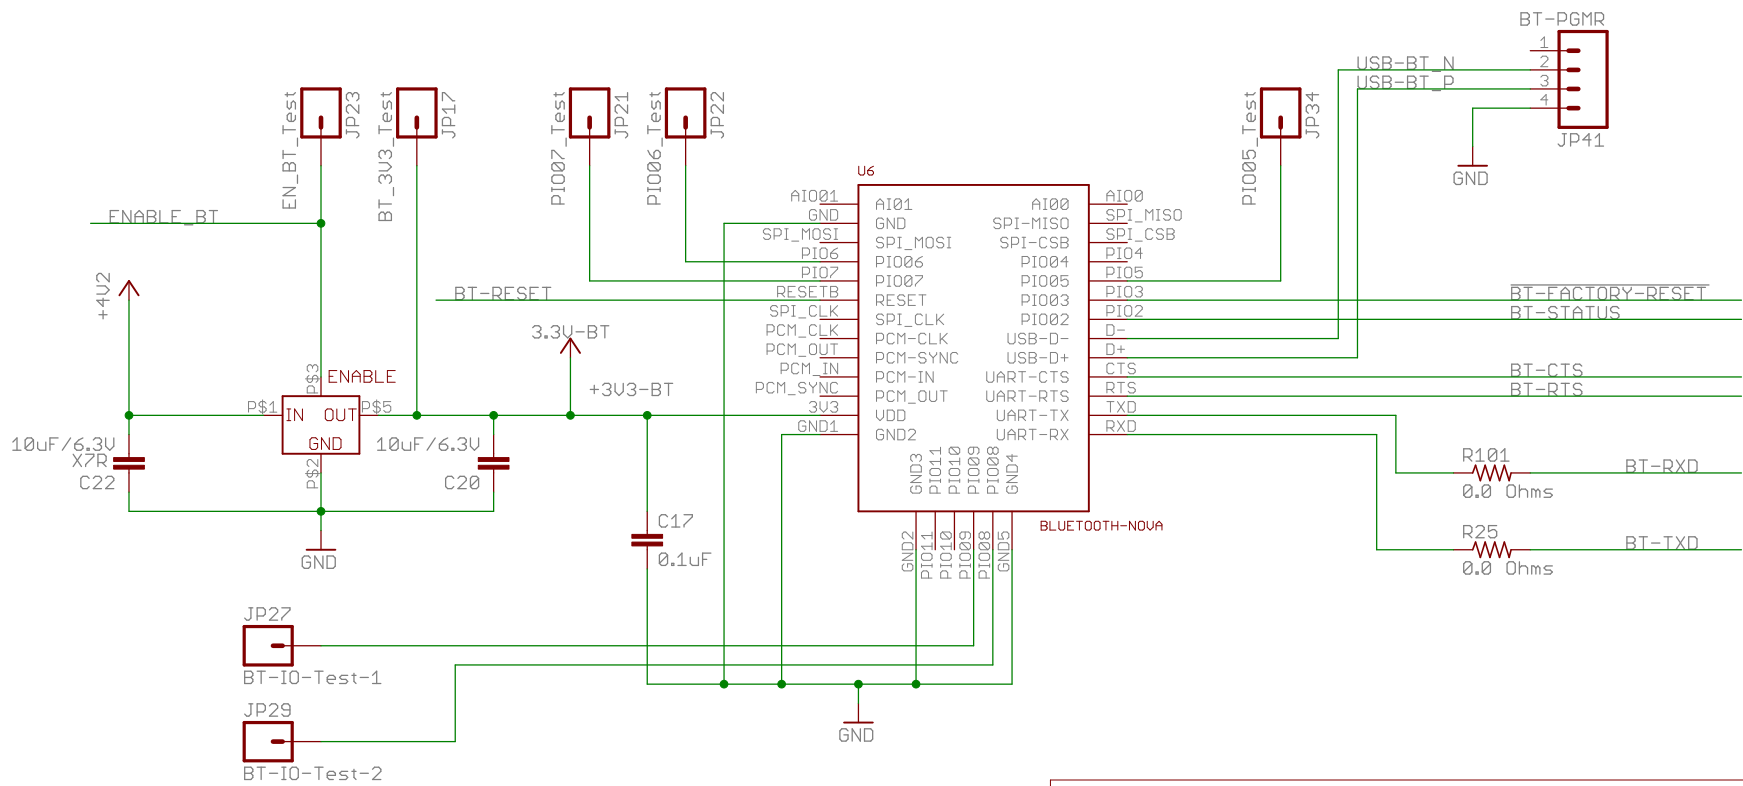 BT-PGMR
1
2
3
4
JP41
USB-BT_N
USB-BT_P
GND
EN_BT_Test
JP23
BT_3V3_Test
JP17
PIO07_Test
JP21
PIO06_Test
JP22
PIO05_Test
JP34
ENABLE_BT
+4V2
BT-RESET
3.3V-BT
+3V3-BT
P$3
ENABLE
P$1
IN
OUT
P$5
GND
P$2
10uF/6.3V
X7R
C22
10uF/6.3V
C20
GND
C17
0.1uF
U6
AIO01
GND
SPI_MOSI
PIO6
PIO7
RESETB
SPI_CLK
PCM_CLK
PCM_OUT
PCM_IN
PCM_SYNC
3V3
GND1
AI01
GND
SPI_MOSI
PIO06
PIO07
RESET
SPI_CLK
PCM-CLK
PCM-SYNC
PCM-IN
PCM_OUT
VDD
GND2
AI00
SPI-MISO
SPI-CSB
PIO04
PIO05
PIO03
PIO02
USB-D-
USB-D+
UART-CTS
UART-RTS
UART-TX
UART-RX
AIO0
SPI_MISO
SPI_CSB
PIO4
PIO5
PIO3
PIO2
D-
D+
CTS
RTS
TXD
RXD
GND3
PIO11
PIO10
PIO09
PIO08
GND4
GND2
PIO11
PIO10
PIO09
PIO08
GND5
BLUETOOTH-NOVA
BT-FACTORY-RESET
BT-STATUS
BT-CTS
BT-RTS
R101
0.0 Ohms
BT-RXD
R25
0.0 Ohms
BT-TXD
JP27
BT-IO-Test-1
JP29
BT-IO-Test-2
GND